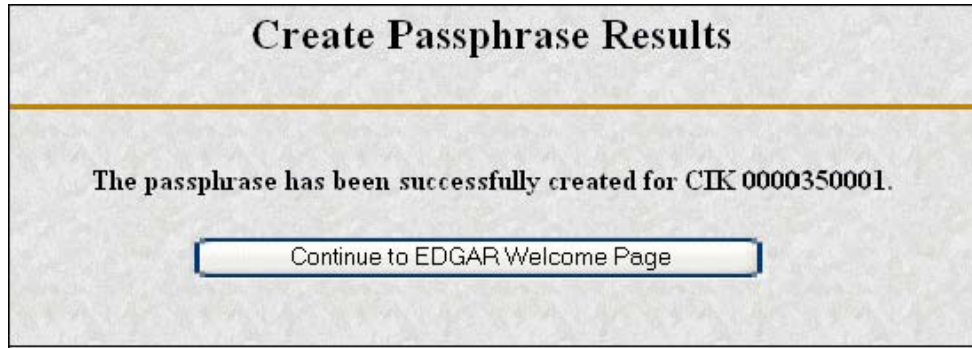 Create Passphrase Results
The passphrase has been successfully created for CIK 0000350001.
Continue to EDGAR Welcome Page